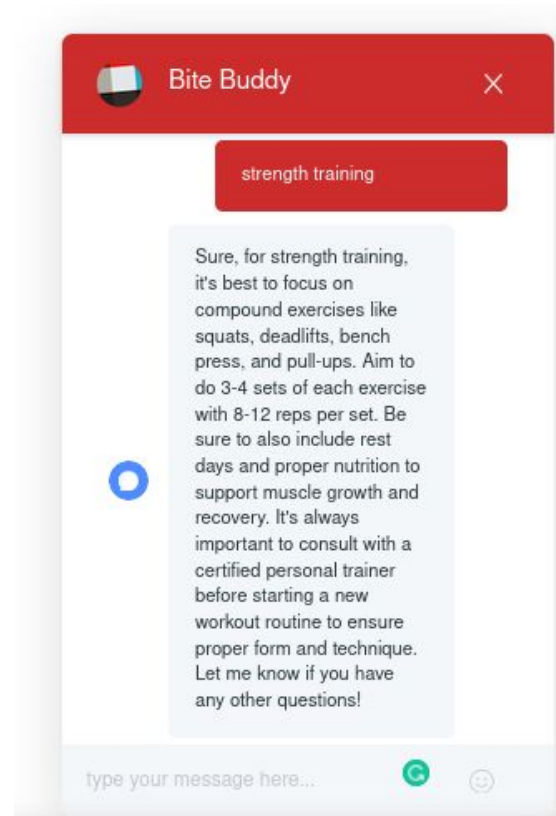 Bite Buddy
strength training
Sure, for strength training,
it's best to focus on
compound exercises like
squats, deadlifts, bench
press, and pull-ups. Aim to
do 3-4 sets of each exercise
with 8-12 reps per set. Be
sure to also include rest
days and proper nutrition to
support muscle growth and
recovery. It's always
important to consult with a
certified personal trainer
before starting a new
workout routine to ensure
proper form and technique.
Let me know if you have
any other questions!
type your message here...